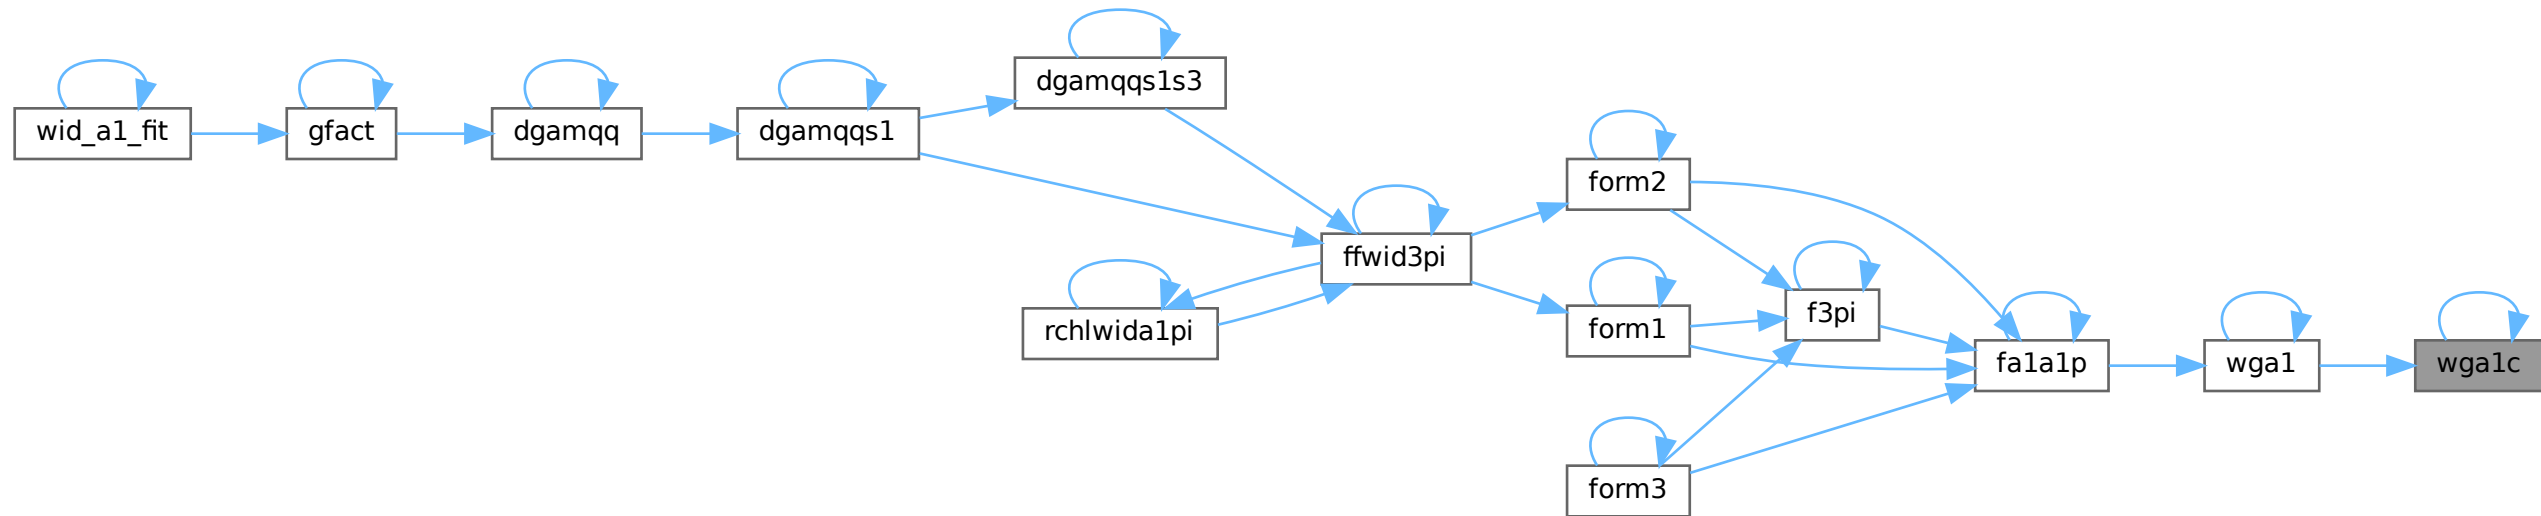 wid_a1_fit
gfact
dgamqq
dgamqqs1
dgamqqs1s3
rchlwida1pi
ffwid3pi
form2
form1
form3
f3pi
fa1a1p
wga1
wga1c